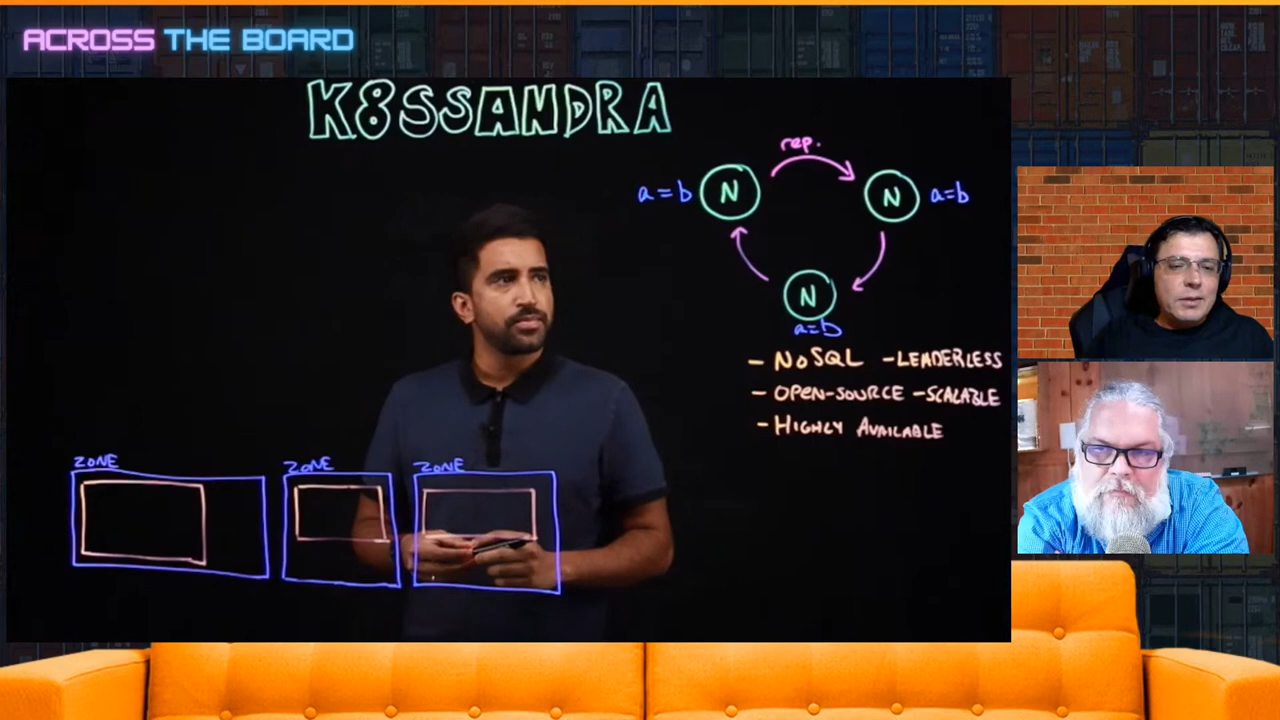 ACROSS THE BOARD
K8SSANDRA
rep.
a=b N N a=b
N
a=b
- NoSQL - LEADERLESS
- OPEN-SOURCE - SCALABLE
- HIGHLY AVAILABLE
ZONE ZONE ZONE